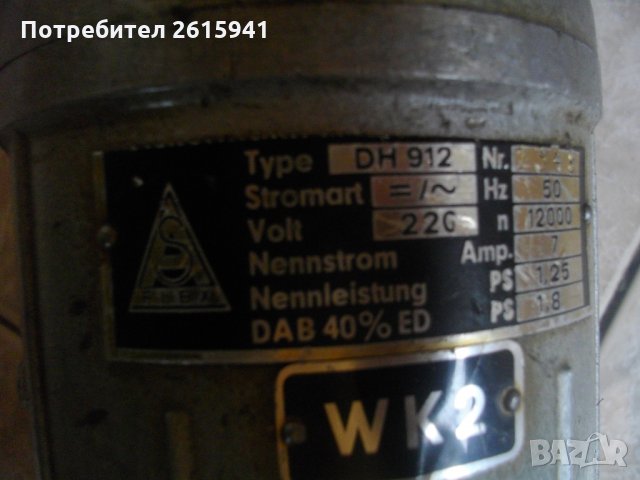 Потребител 2615941
Type DH 912 Nr.
Stromart =/~ Hz 50
Volt 220 n 12000
Nennstrom Amp. 7
Nennleistung PS 1,25
DAB 40% ED PS 1,8
WK2
BAZAR